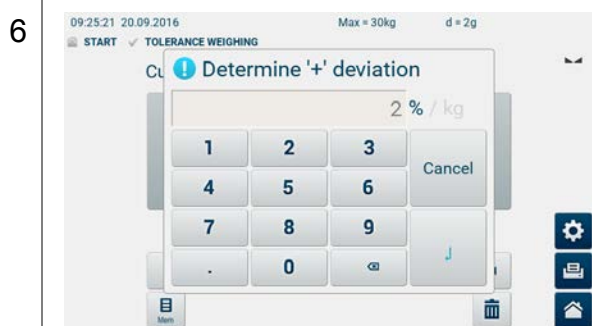 6
09:25:21 20.09.2016 Max = 30kg d = 2g
START TOLERANCE WEIGHING
Determine '+' deviation
2 % / kg
1 2 3
Cancel
4 5 6
7 8 9
. 0
Mem